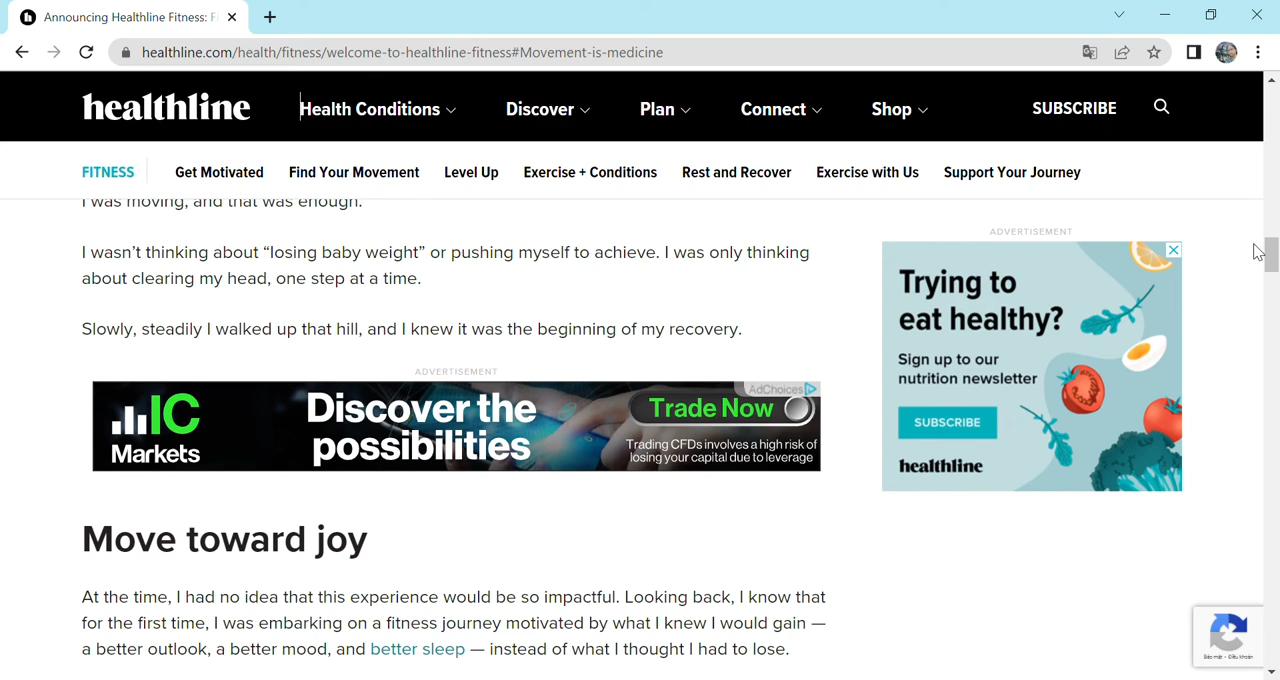 Announcing Healthline Fitness: F
healthline.com/health/fitness/welcome-to-healthline-fitness#Movement-is-medicine
healthline
Health Conditions
Discover
Plan
Connect
Shop
SUBSCRIBE
FITNESS
Get Motivated
Find Your Movement
Level Up
Exercise + Conditions
Rest and Recover
Exercise with Us
Support Your Journey
I was moving, and that was enough.
I wasn’t thinking about “losing baby weight” or pushing myself to achieve. I was only thinking
about clearing my head, one step at a time.
Slowly, steadily I walked up that hill, and I knew it was the beginning of my recovery.
ADVERTISEMENT
IC
Markets
Discover the
possibilities
AdChoices
Trade Now
Trading CFDs involves a high risk of
losing your capital due to leverage
Move toward joy
At the time, I had no idea that this experience would be so impactful. Looking back, I know that
for the first time, I was embarking on a fitness journey motivated by what I knew I would gain —
a better outlook, a better mood, and better sleep — instead of what I thought I had to lose.
ADVERTISEMENT
Trying to
eat healthy?
Sign up to our
nutrition newsletter
SUBSCRIBE
healthline
Bảo mật - Điều khoản